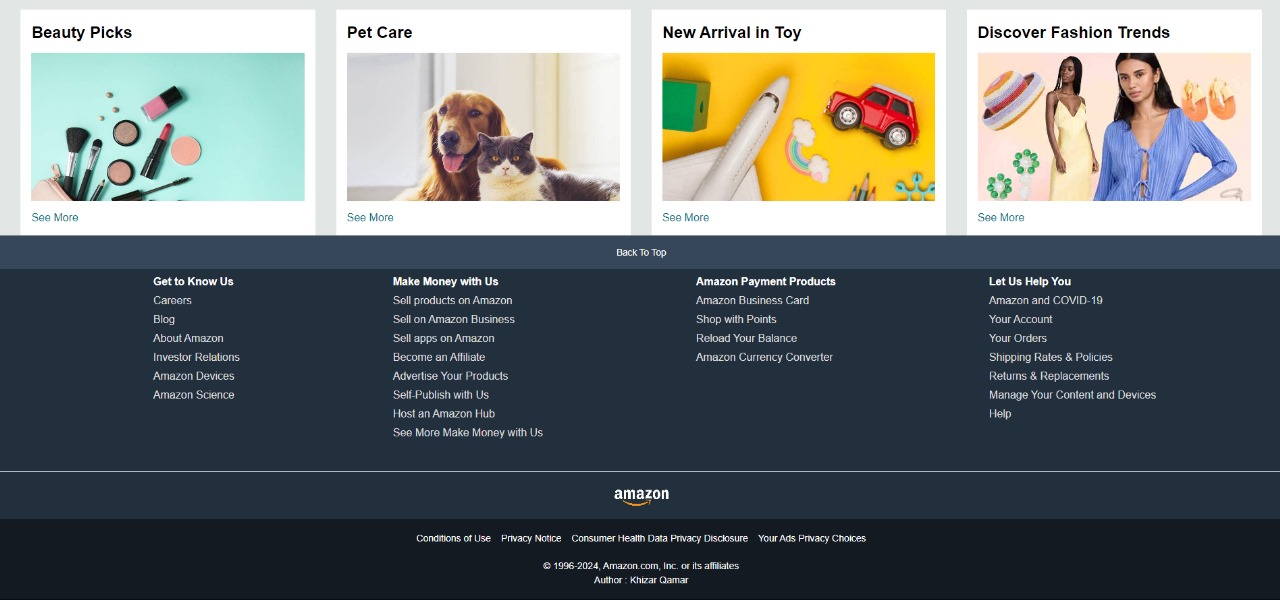 Beauty Picks
See More
Pet Care
See More
New Arrival in Toy
See More
Discover Fashion Trends
See More
Back To Top
Get to Know Us
Careers
Blog
About Amazon
Investor Relations
Amazon Devices
Amazon Science
Make Money with Us
Sell products on Amazon
Sell on Amazon Business
Sell apps on Amazon
Become an Affiliate
Advertise Your Products
Self-Publish with Us
Host an Amazon Hub
See More Make Money with Us
Amazon Payment Products
Amazon Business Card
Shop with Points
Reload Your Balance
Amazon Currency Converter
Let Us Help You
Amazon and COVID-19
Your Account
Your Orders
Shipping Rates & Policies
Returns & Replacements
Manage Your Content and Devices
Help
amazon
Conditions of Use Privacy Notice Consumer Health Data Privacy Disclosure Your Ads Privacy Choices
© 1996-2024, Amazon.com, Inc. or its affiliates
Author : Khizar Qamar